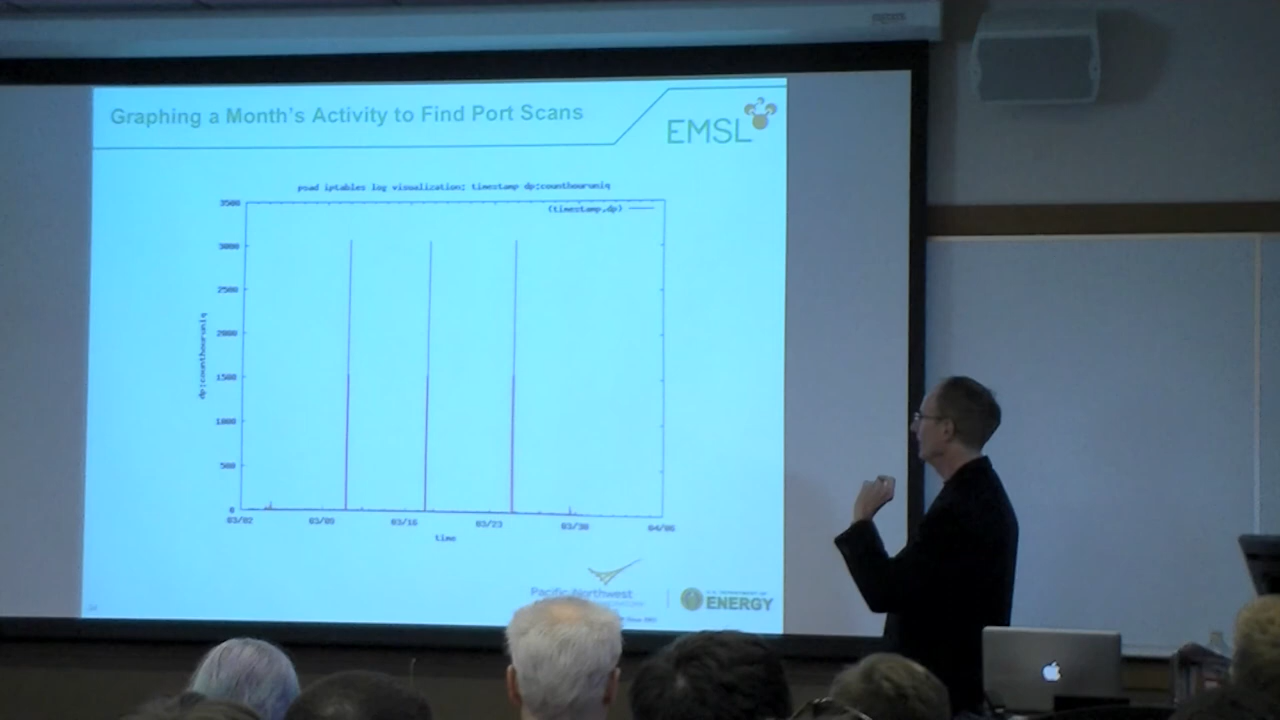 Graphing a Month's Activity to Find Port Scans
EMSL
psad iptables log visualization: timestamp dp:counthouruniq
(timestamp,dp)
3500
3000
2500
2000
1500
1000
500
0
dp:counthouruniq
03/02 03/09 03/16 03/23 03/30 04/06
time
Pacific Northwest
ENERGY